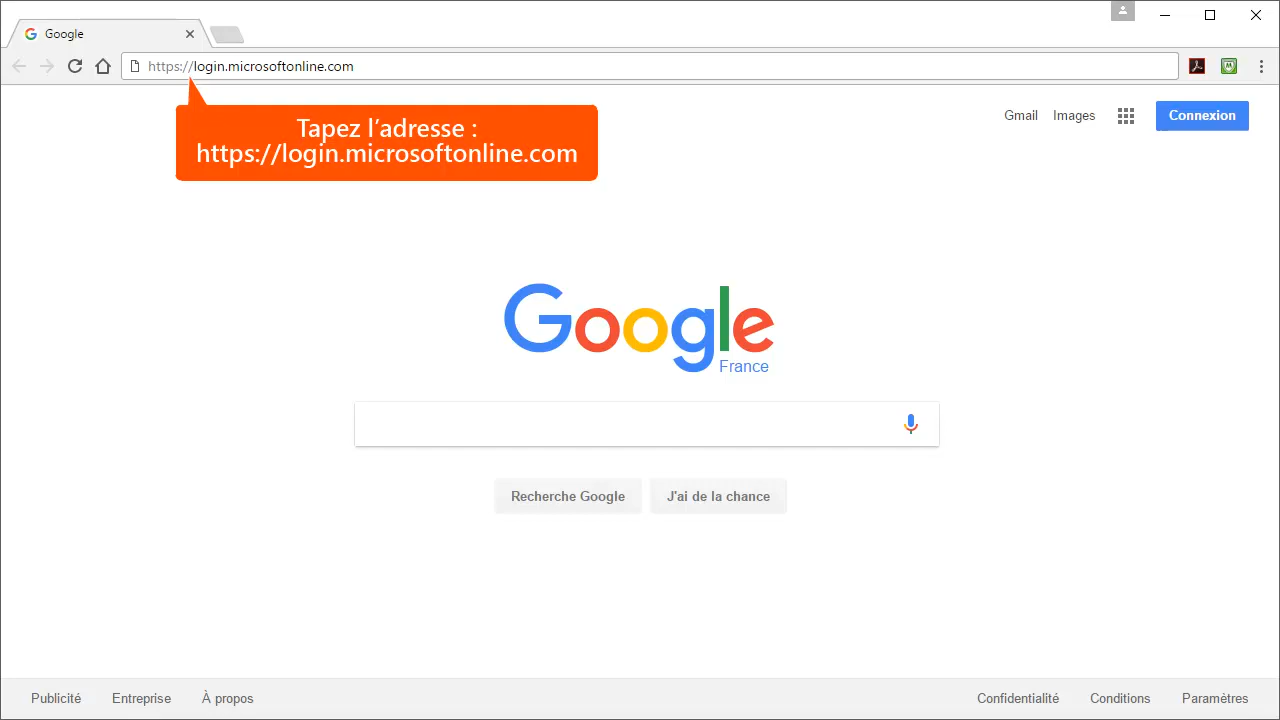 Google
https://login.microsoftonline.com
Tapez l’adresse :
https://login.microsoftonline.com
Gmail Images Connexion
Google
France
Recherche Google J'ai de la chance
Publicité Entreprise À propos Confidentialité Conditions Paramètres